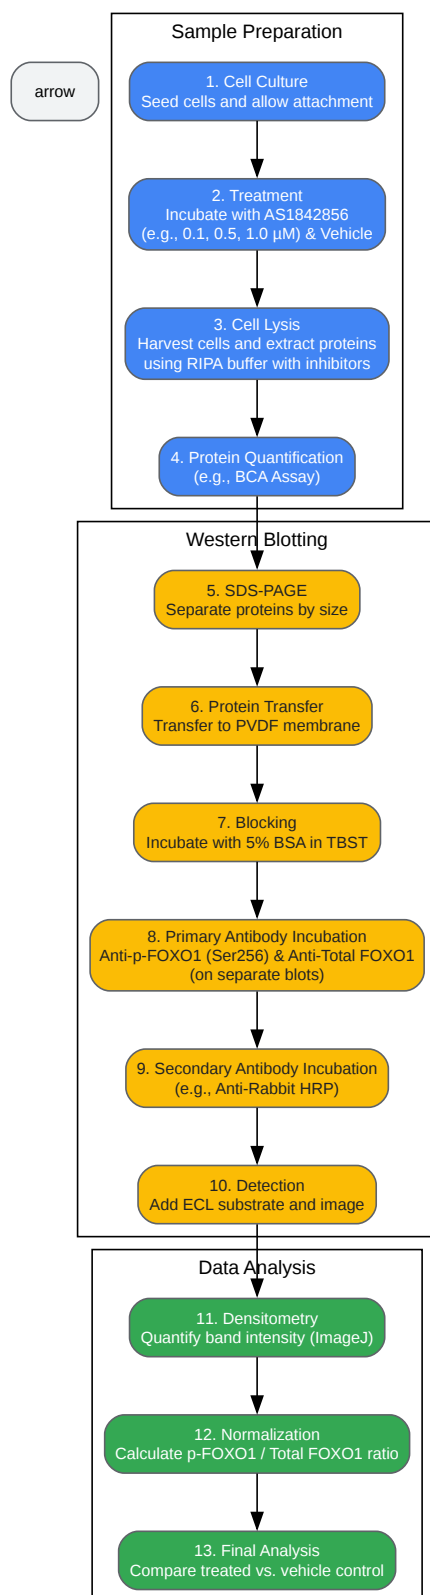 Sample Preparation
arrow
1. Cell Culture
Seed cells and allow attachment
2. Treatment
Incubate with AS1842856
(e.g., 0.1, 0.5, 1.0 µM) & Vehicle
3. Cell Lysis
Harvest cells and extract proteins
using RIPA buffer with inhibitors
4. Protein Quantification
(e.g., BCA Assay)
Western Blotting
5. SDS-PAGE
Separate proteins by size
6. Protein Transfer
Transfer to PVDF membrane
7. Blocking
Incubate with 5% BSA in TBST
8. Primary Antibody Incubation
Anti-p-FOXO1 (Ser256) & Anti-Total FOXO1
(on separate blots)
9. Secondary Antibody Incubation
(e.g., Anti-Rabbit HRP)
10. Detection
Add ECL substrate and image
Data Analysis
11. Densitometry
Quantify band intensity (ImageJ)
12. Normalization
Calculate p-FOXO1 / Total FOXO1 ratio
13. Final Analysis
Compare treated vs. vehicle control